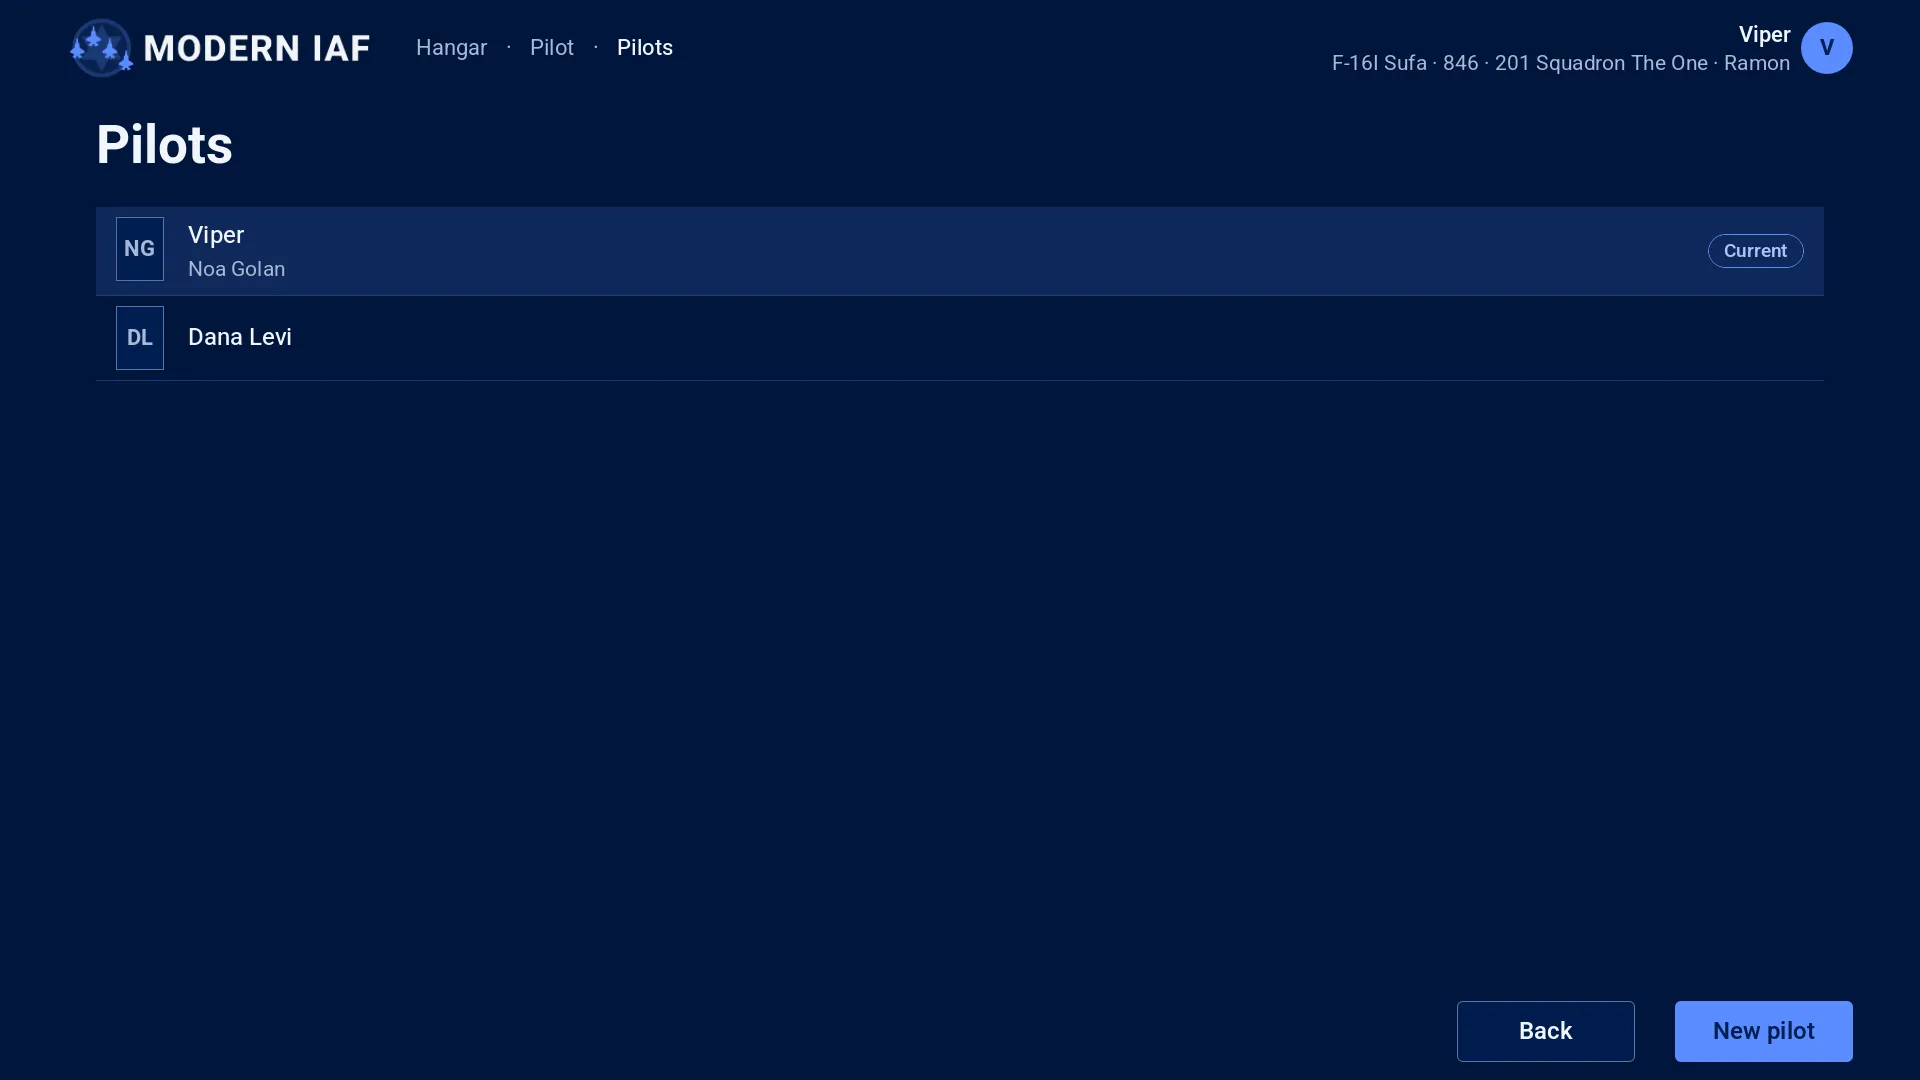 MODERN IAF
Hangar · Pilot · Pilots
Viper
F-16I Sufa · 846 · 201 Squadron The One · Ramon
V
Pilots
NG
Viper
Noa Golan
Current
DL
Dana Levi
Back
New pilot